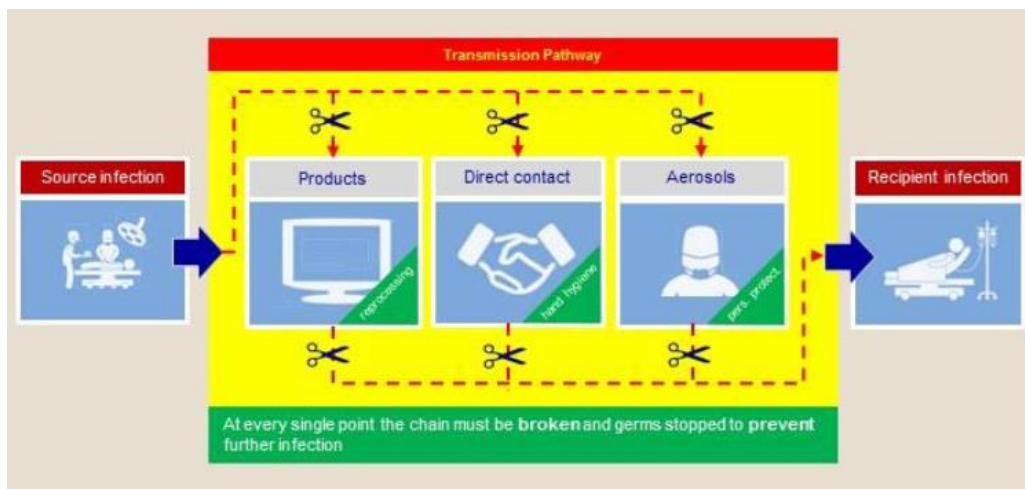 Transmission Pathway
Source infection
Products
Direct contact
Aerosols
Recipient infection
reprocessing
hand hygiene
pers. protect.
At every single point the chain must be broken and germs stopped to prevent
further infection